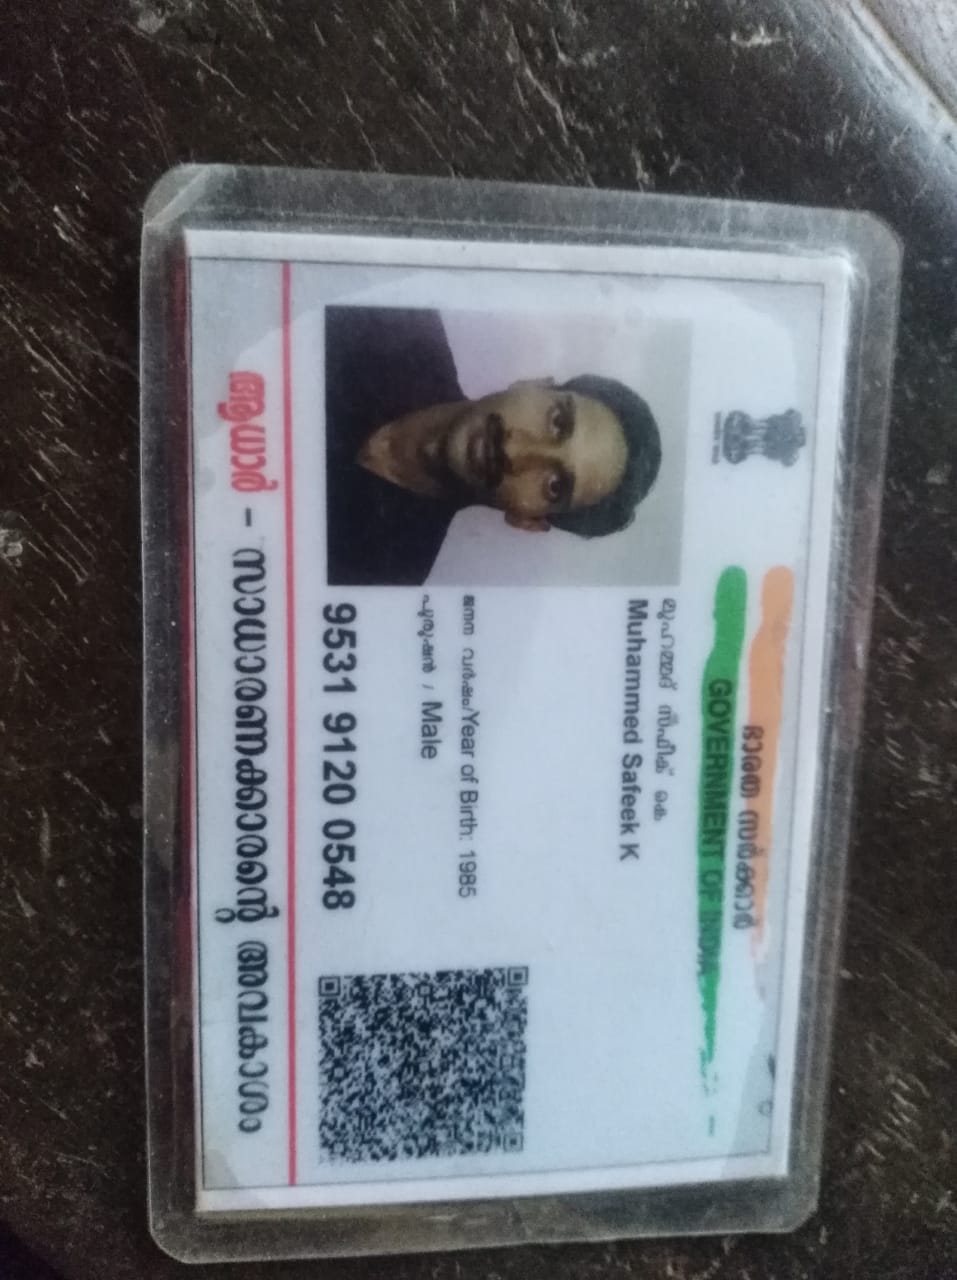 ഭാരത സർക്കാർ
GOVERNMENT OF INDIA
മുഹമ്മദ് സഫീക് കെ
Muhammed Safeek K
ജനന വർഷം/Year of Birth: 1985
പുരുഷൻ / Male
9531 9120 0548
ആധാർ - സാധാരണക്കാരന്റെ അവകാശം